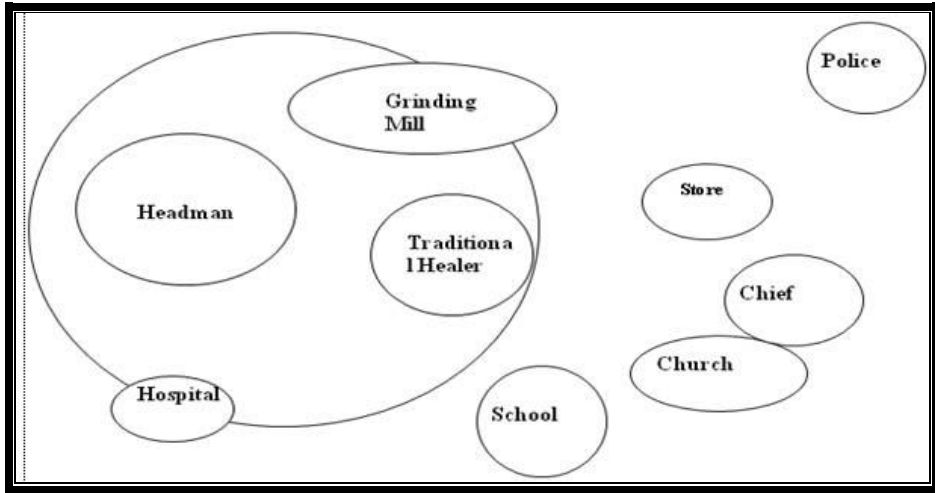 Police
Grinding
Mill
Store
Headman
Traditiona
l Healer
Chief
Church
Hospital
School